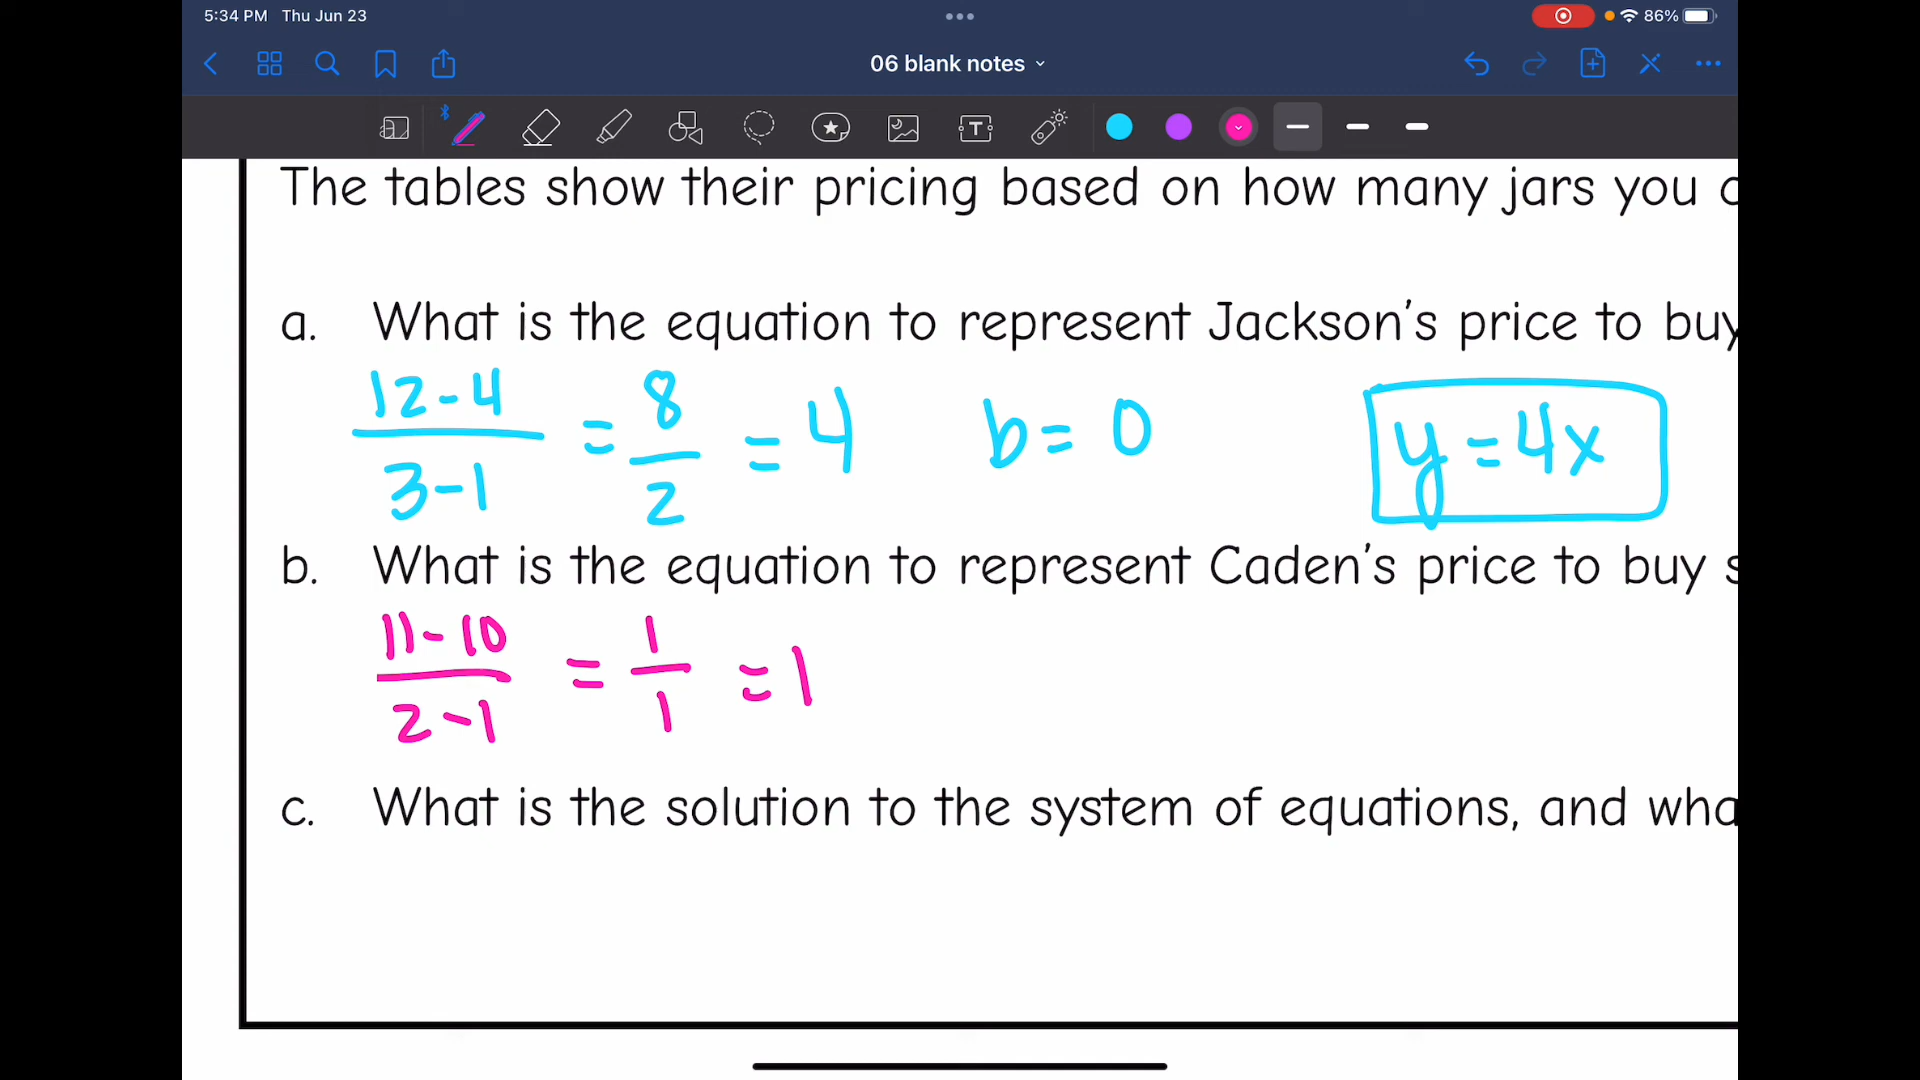 5:34 PM Thu Jun 23
86%
06 blank notes
The tables show their pricing based on how many jars you
a. What is the equation to represent Jackson's price to buy
12-4
3-1
= 8
2
= 4
b = 0
y = 4x
b. What is the equation to represent Caden's price to buy s
11-10
2-1
= 1
1
= 1
c. What is the solution to the system of equations, and wha